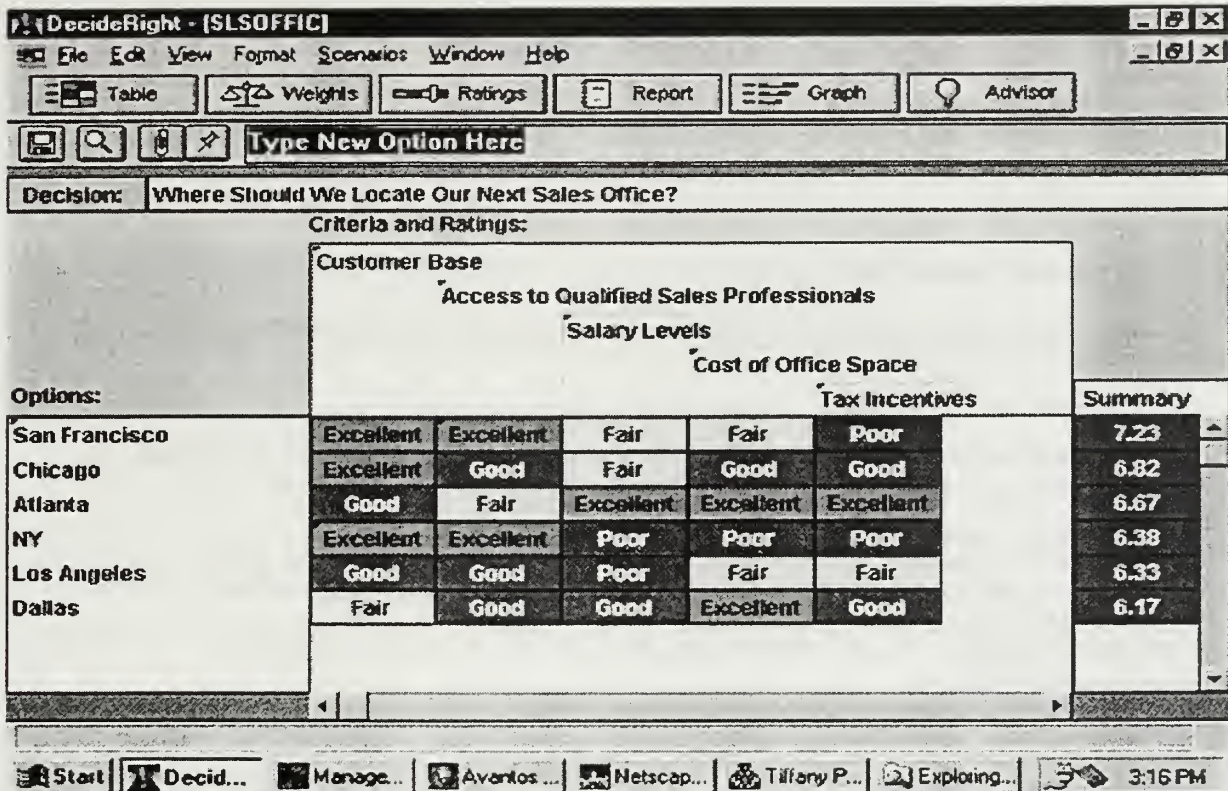 DecideRight - [SLSOFFIC]
File Edit View Format Scenarios Window Help
Table Weights Ratings Report Graph Advisor
Type New Option Here
Decision: Where Should We Locate Our Next Sales Office?
Criteria and Ratings:
Customer Base
Access to Qualified Sales Professionals
Salary Levels
Cost of Office Space
Options: Tax Incentives Summary
San Francisco Excellent Excellent Fair Fair Poor 7.23
Chicago Excellent Good Fair Good Good 6.82
Atlanta Good Fair Excellent Excellent Excellent 6.67
NY Excellent Excellent Poor Poor Poor 6.38
Los Angeles Good Good Poor Fair Fair 6.33
Dallas Fair Good Good Excellent Good 6.17
Start Decid... Manage... Avantos ... Netscap... Tiffany P... Exploring... 3:16 PM